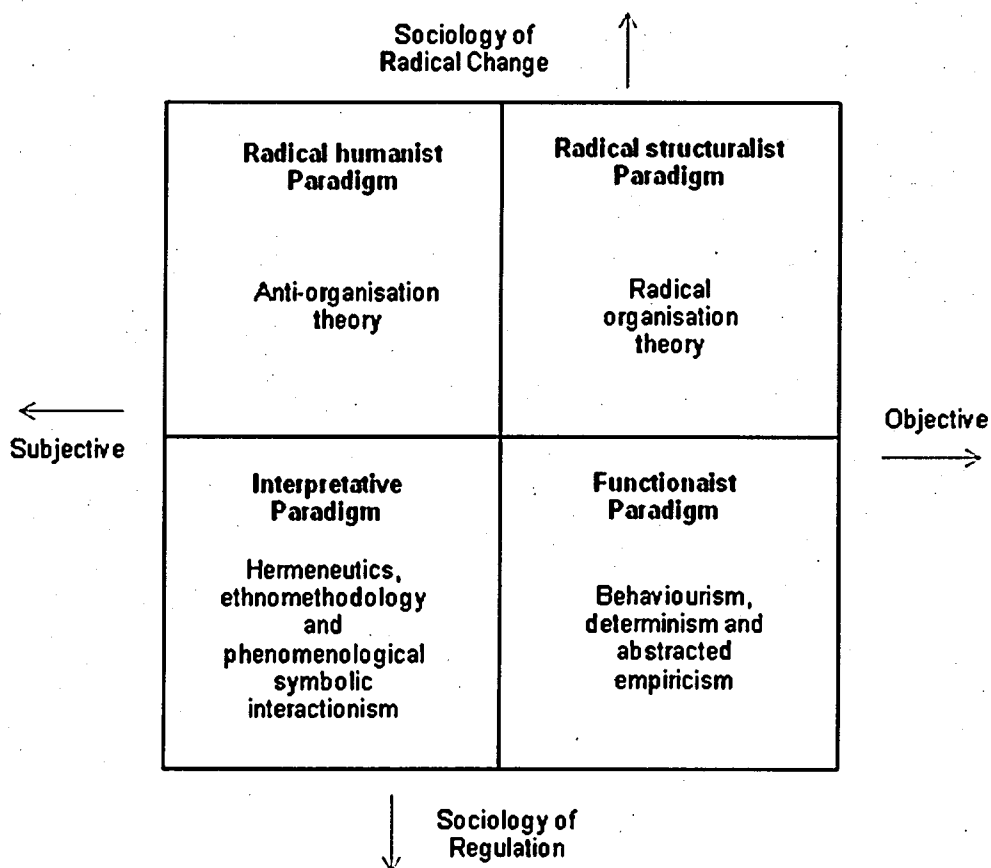 Sociology of
Radical Change
Radical humanist
Paradigm
Anti-organisation
theory
Radical structuralist
Paradigm
Radical
organisation
theory
Subjective
Objective
Interpretative
Paradigm
Hermeneutics,
ethnomethodology
and
phenomenological
symbolic
interactionism
Functionaist
Paradigm
Behaviourism,
determinism and
abstracted
empiricism
Sociology of
Regulation